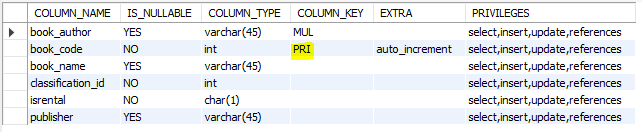 COLUMN_NAME IS_NULLABLE COLUMN_TYPE COLUMN_KEY EXTRA PRIVILEGES
book_author YES varchar(45) MUL select,insert,update,references
book_code NO int PRI auto_increment select,insert,update,references
book_name YES varchar(45) select,insert,update,references
classification_id NO int select,insert,update,references
isrental NO char(1) select,insert,update,references
publisher YES varchar(45) select,insert,update,references